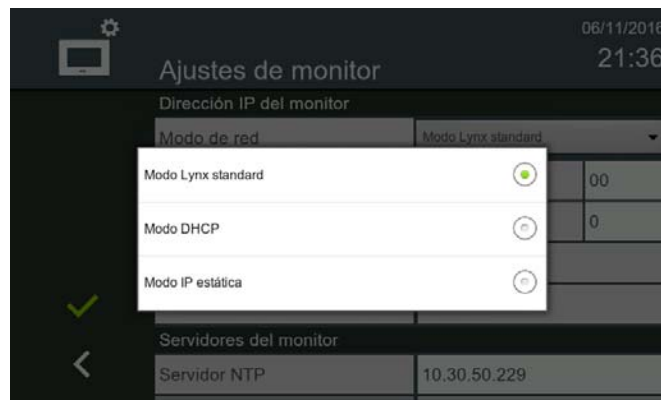 06/11/2016
21:36
Ajustes de monitor
Dirección IP del monitor
Modo de red Modo Lynx standard
Modo Lynx standard
00
Modo DHCP
0
Modo IP estática
Servidores del monitor
Servidor NTP 10.30.50.229